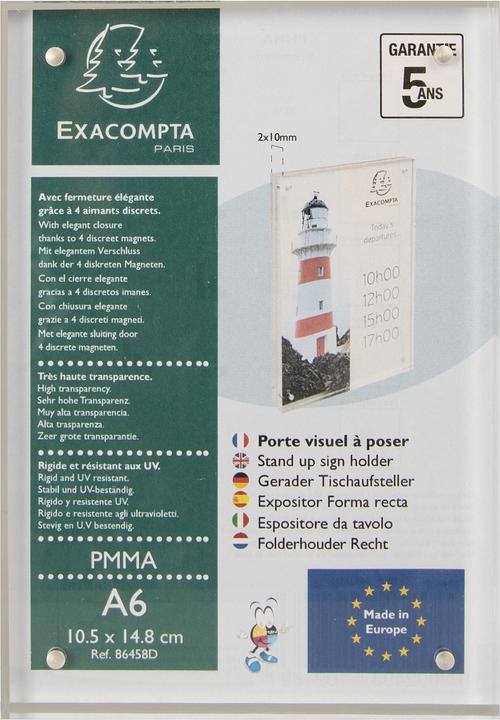 EXACOMPTA
PARIS
GARANTIE
5 ANS
2x10mm
EXACOMPTA
Today's
departures
10h00
12h00
15h00
17h00
Avec fermeture élégante
grâce à 4 aimants discrets.
With elegant closure
thanks to 4 discreet magnets.
Mit elegantem Verschluss
dank der 4 diskreten Magneten.
Con el cierre elegante
gracias a 4 discretos imanes.
Con chiusura elegante
grazie a 4 discreti magneti.
Met elegante sluiting door
4 discrete magneten.
Très haute transparence.
High transparency.
Sehr hohe Transparenz.
Muy alta transparencia.
Alta trasparenza.
Zeer grote transparantie.
Rigide et résistant aux UV.
Rigid and UV resistant.
Stabil und UV-beständig.
Rigido y resistente UV.
Rigido e resistente agli ultravioletti.
Stevig en U.V bestendig.
PMMA
A6
10.5 x 14.8 cm
Ref. 86458D
Porte visuel à poser
Stand up sign holder
Gerader Tischaufsteller
Expositor Forma recta
Espositore da tavolo
Folderhouder Recht
Made in
Europe